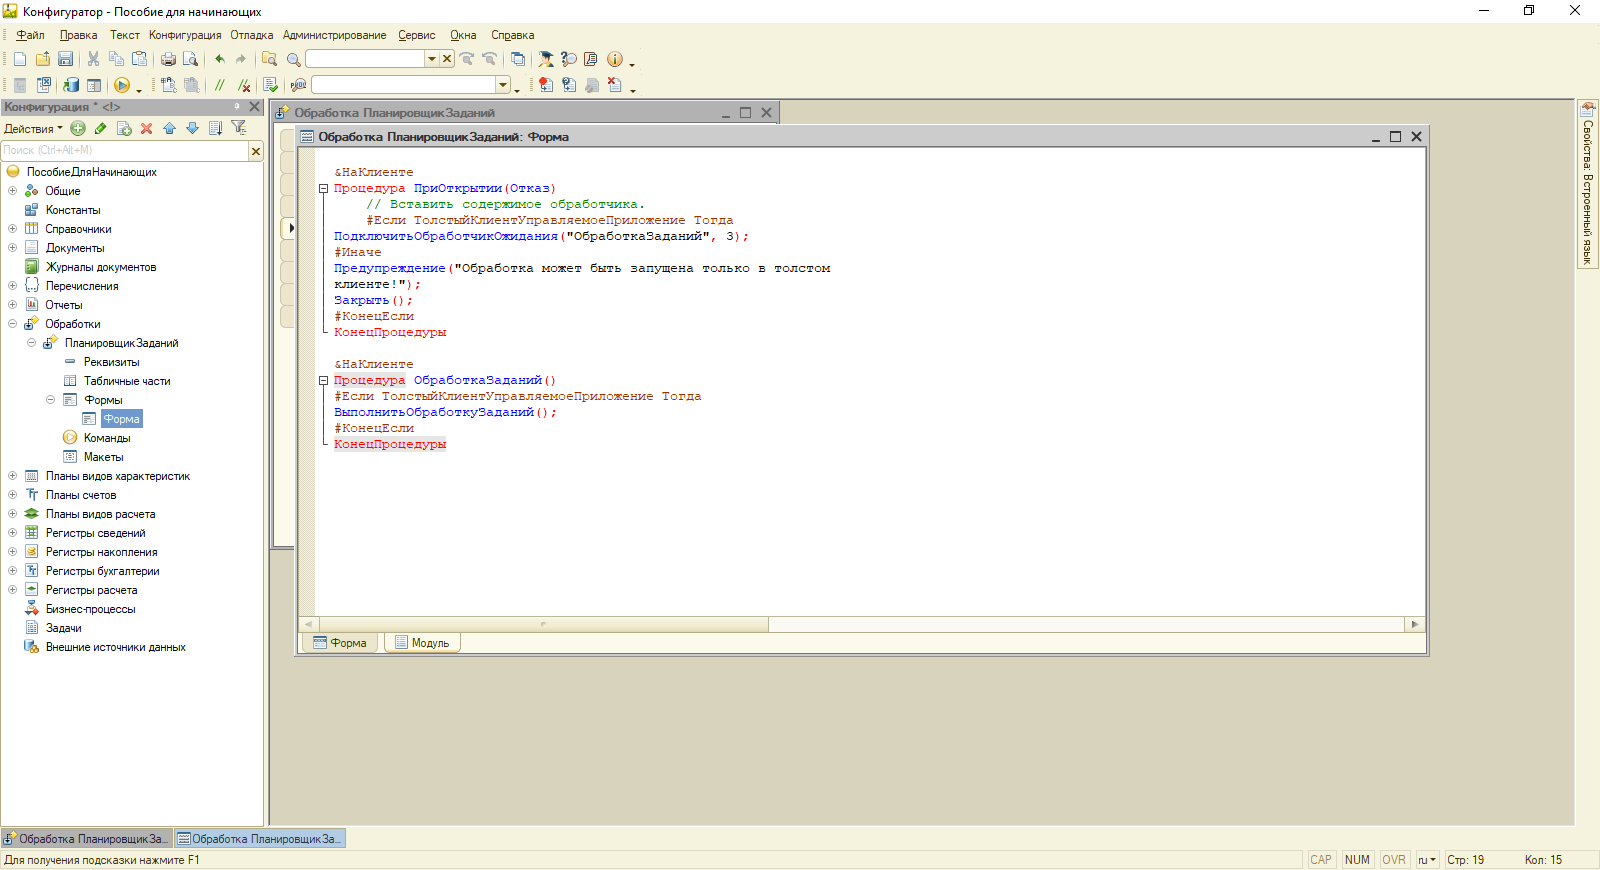 Конфигуратор - Пособие для начинающих
Файл Правка Текст Конфигурация Отладка Администрирование Сервис Окна Справка
Конфигурация * <!>
Действия
Поиск (Ctrl+Alt+M)
ПособиеДляНачинающих
Общие
Константы
Справочники
Документы
Журналы документов
Перечисления
Отчеты
Обработки
ПланировщикЗаданий
Реквизиты
Табличные части
Формы
Форма
Команды
Макеты
Планы видов характеристик
Планы счетов
Планы видов расчета
Регистры сведений
Регистры накопления
Регистры бухгалтерии
Регистры расчета
Бизнес-процессы
Задачи
Внешние источники данных
Обработка ПланировщикЗаданий
Обработка ПланировщикЗаданий: Форма
&НаКлиенте
Процедура ПриОткрытии(Отказ)
// Вставить содержимое обработчика.
#Если ТолстыйКлиентУправляемоеПриложение Тогда
ПодключитьОбработчикОжидания("ОбработкаЗаданий", 3);
#Иначе
Предупреждение("Обработка может быть запущена только в толстом
клиенте!");
Закрыть();
#КонецЕсли
КонецПроцедуры
&НаКлиенте
Процедура ОбработкаЗаданий()
#Если ТолстыйКлиентУправляемоеПриложение Тогда
ВыполнитьОбработкуЗаданий();
#КонецЕсли
КонецПроцедуры
Форма Модуль
Свойства: Встроенный язык
Обработка ПланировщикЗа... Обработка ПланировщикЗа...
Для получения подсказки нажмите F1 CAP NUM OVR ru Стр: 19 Кол: 15